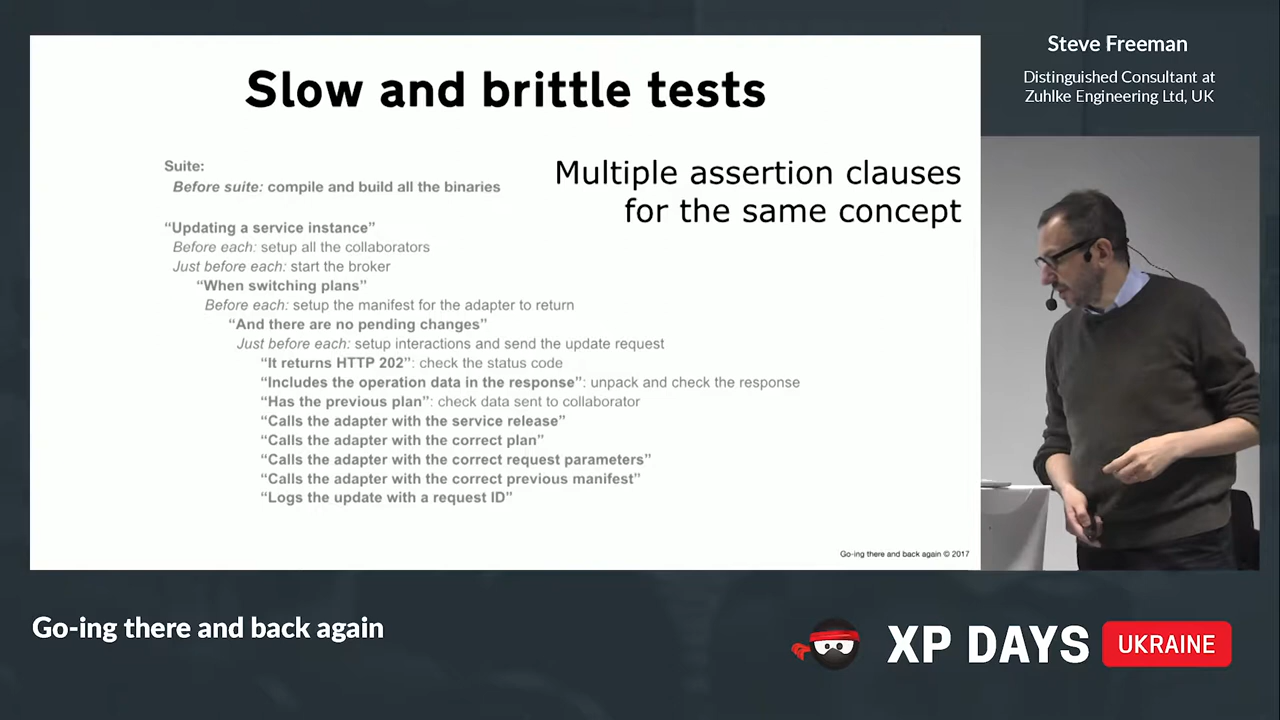 Slow and brittle tests
Suite:
Before suite: compile and build all the binaries
Multiple assertion clauses
for the same concept
“Updating a service instance”
Before each: setup all the collaborators
Just before each: start the broker
“When switching plans”
Before each: setup the manifest for the adapter to return
“And there are no pending changes”
Just before each: setup interactions and send the update request
“It returns HTTP 202”: check the status code
“Includes the operation data in the response”: unpack and check the response
“Has the previous plan”: check data sent to collaborator
“Calls the adapter with the service release”
“Calls the adapter with the correct plan”
“Calls the adapter with the correct request parameters”
“Calls the adapter with the correct previous manifest”
“Logs the update with a request ID”
Go-ing there and back again © 2017
Steve Freeman
Distinguished Consultant at
Zuhlke Engineering Ltd, UK
Go-ing there and back again
XP DAYS UKRAINE